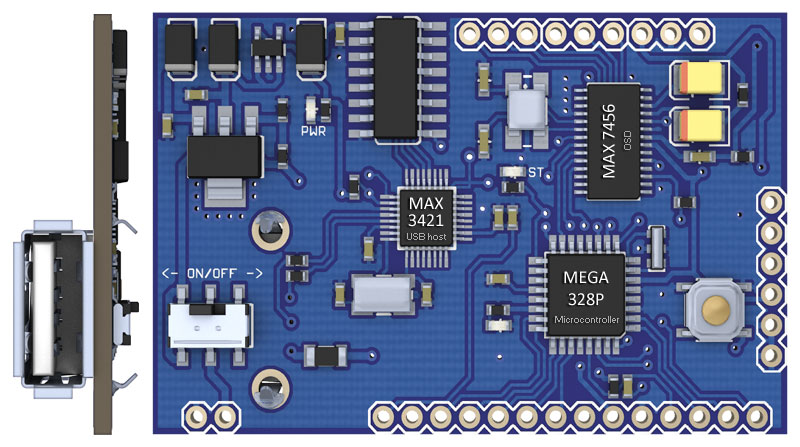 PWR
MAX 7456
OSD
ST
MAX
3421
USB host
<- ON/OFF ->
MEGA
328P
Microcontroller